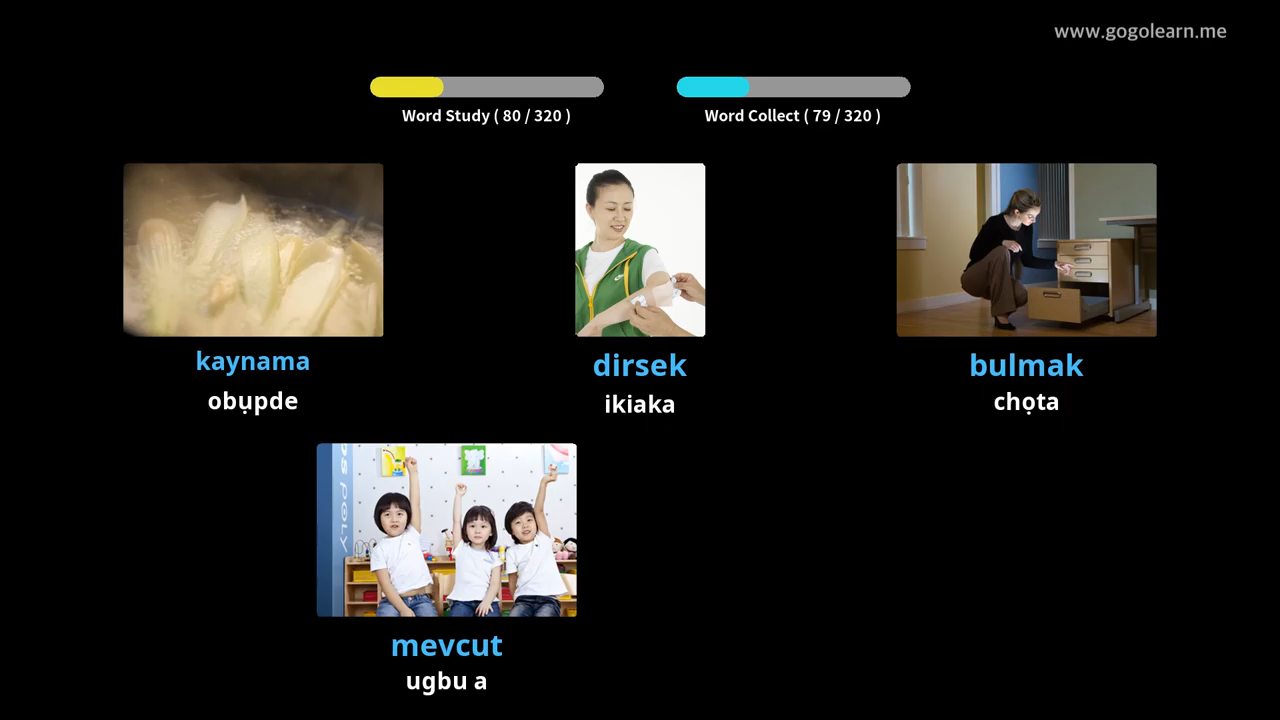 www.gogolearn.me
Word Study ( 80 / 320 )
Word Collect ( 79 / 320 )
kaynama
obụpde
dirsek
ikiaka
bulmak
chọta
mevcut
ugbu a